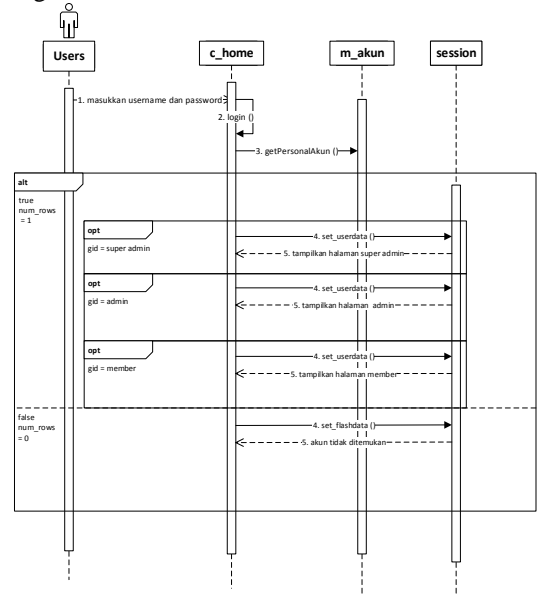 Users
c_home
m_akun
session
1. masukkan username dan password
2. login ()
3. getPersonalAkun ()
alt
true
num_rows
= 1
opt
gid = super admin
4. set_userdata ()
5. tampilkan halaman super admin
opt
gid = admin
4. set_userdata ()
5. tampilkan halaman admin
opt
gid = member
4. set_userdata ()
5. tampilkan halaman member
false
num_rows
= 0
4. set_flashdata ()
5. akun tidak ditemukan